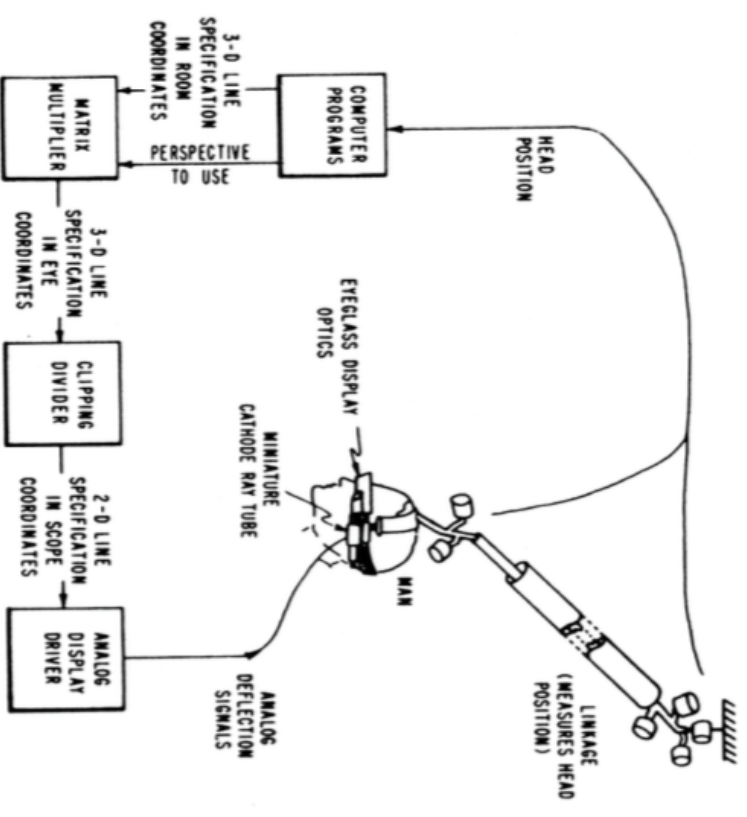 HEAD
POSITION
COMPUTER
PROGRAMS
3-D LINE
SPECIFICATION
IN ROOM
COORDINATES
PERSPECTIVE
TO USE
MATRIX
MULTIPLIER
3-D LINE
SPECIFICATION
IN EYE
COORDINATES
CLIPPING
DIVIDER
2-D LINE
SPECIFICATION
IN SCOPE
COORDINATES
ANALOG
DISPLAY
DRIVER
ANALOG
DEFLECTION
SIGNALS
EYEGLASS DISPLAY
OPTICS
MINIATURE
CATHODE RAY TUBE
MAN
LINKAGE
(MEASURES HEAD
POSITION)